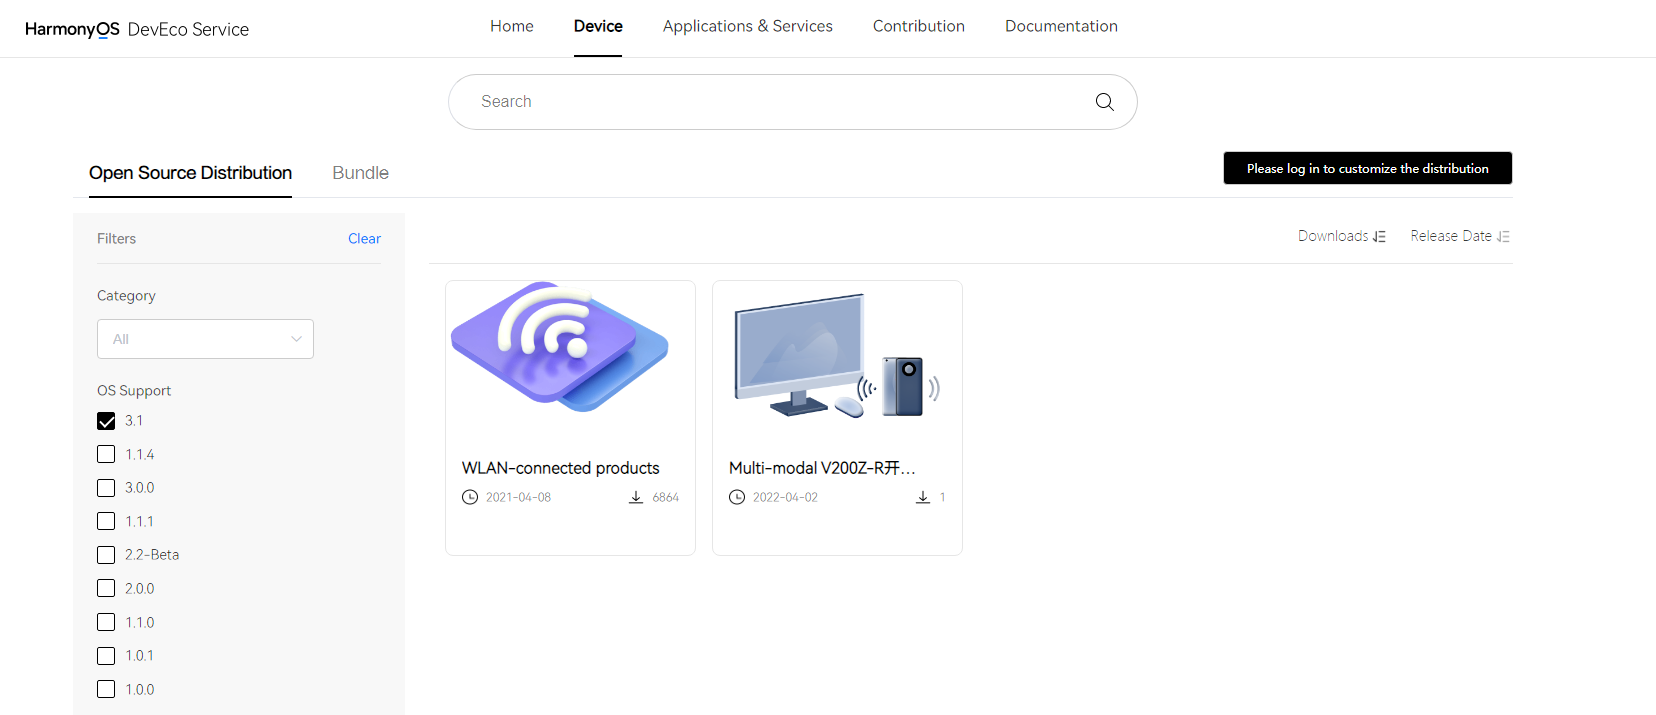 HarmonyOS DevEco Service
Home Device Applications & Services Contribution Documentation
Search
Open Source Distribution Bundle
Please log in to customize the distribution
Filters Clear
Downloads Release Date
Category
All
OS Support
3.1
1.1.4
3.0.0
1.1.1
2.2-Beta
2.0.0
1.1.0
1.0.1
1.0.0
WLAN-connected products
2021-04-08 6864
Multi-modal V200Z-R开...
2022-04-02 1